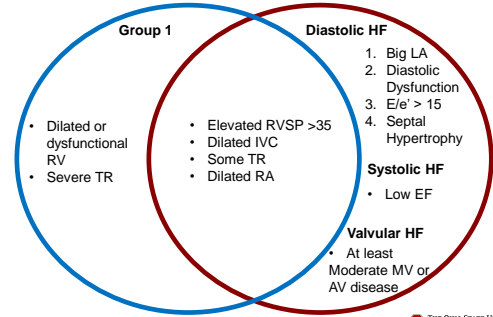 Group 1
• Dilated or
dysfunctional
RV
• Severe TR
• Elevated RVSP >35
• Dilated IVC
• Some TR
• Dilated RA
Diastolic HF
1. Big LA
2. Diastolic
Dysfunction
3. E/e' > 15
4. Septal
Hypertrophy
Systolic HF
• Low EF
Valvular HF
• At least
Moderate MV or
AV disease